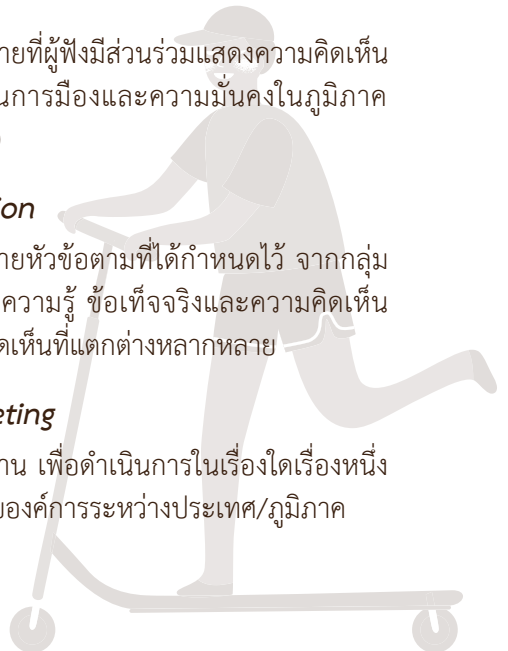 ายที่ผู้ฟังมีส่วนร่วมแสดงความคิดเห็น
นการมืองและความมั่นคงในภูมิภาค
ion
ายหัวข้อตามที่ได้กำหนดไว้ จากกลุ่ม
ความรู้ ข้อเท็จจริงและความคิดเห็น
ดเห็นที่แตกต่างหลากหลาย
eting
าน เพื่อดำเนินการในเรื่องใดเรื่องหนึ่ง
องค์การระหว่างประเทศ/ภูมิภาค